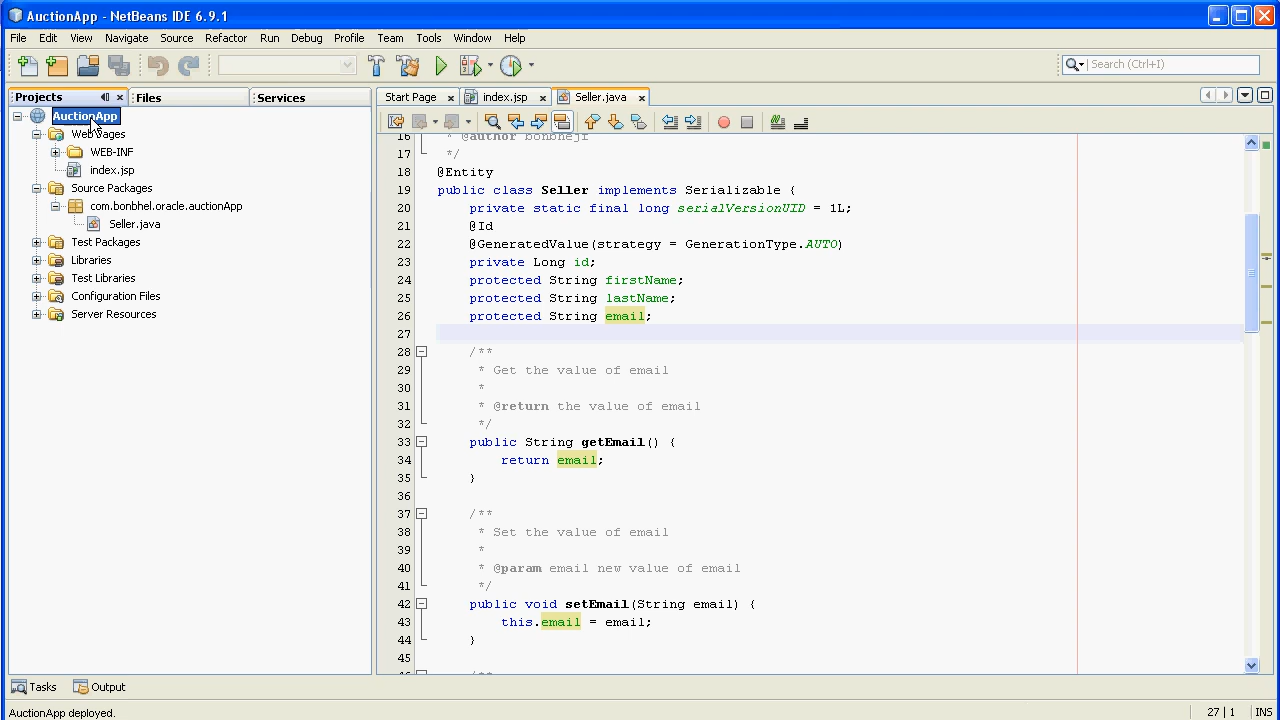 AuctionApp - NetBeans IDE 6.9.1
File Edit View Navigate Source Refactor Run Debug Profile Team Tools Window Help
Search (Ctrl+I)
Projects Files Services
AuctionApp
Web Pages
WEB-INF
index.jsp
Source Packages
com.bonbhel.oracle.auctionApp
Seller.java
Test Packages
Libraries
Test Libraries
Configuration Files
Server Resources
Start Page index.jsp Seller.java
16 * @author bonbheji
17 */
18 @Entity
19 public class Seller implements Serializable {
20 private static final long serialVersionUID = 1L;
21 @Id
22 @GeneratedValue(strategy = GenerationType.AUTO)
23 private Long id;
24 protected String firstName;
25 protected String lastName;
26 protected String email;
27
28 /**
29 * Get the value of email
30 *
31 * @return the value of email
32 */
33 public String getEmail() {
34 return email;
35 }
36
37 /**
38 * Set the value of email
39 *
40 * @param email new value of email
41 */
42 public void setEmail(String email) {
43 this.email = email;
44 }
45
46 /**
Tasks Output
AuctionApp deployed. 27 | 1 INS